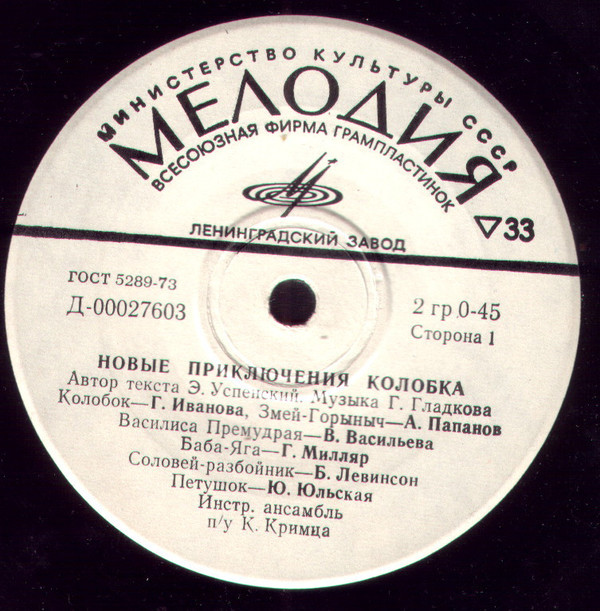 МИНИСТЕРСТВО КУЛЬТУРЫ СССР
МЕЛОДИЯ
ВСЕСОЮЗНАЯ ФИРМА ГРАМПЛАСТИНОК
ЛЕНИНГРАДСКИЙ ЗАВОД
▽33
ГОСТ 5289-73
Д-00027603
2 гр.0-45
Сторона 1
НОВЫЕ ПРИКЛЮЧЕНИЯ КОЛОБКА
Автор текста Э. Успенский. Музыка Г. Гладкова
Колобок—Г. Иванова, Змей-Горыныч—А. Папанов
Василиса Премудрая—В. Васильева
Баба-Яга—Г. Милляр
Соловей-разбойник—Б. Левинсон
Петушок—Ю. Юльская
Инстр. ансамбль
п/у К. Кримца